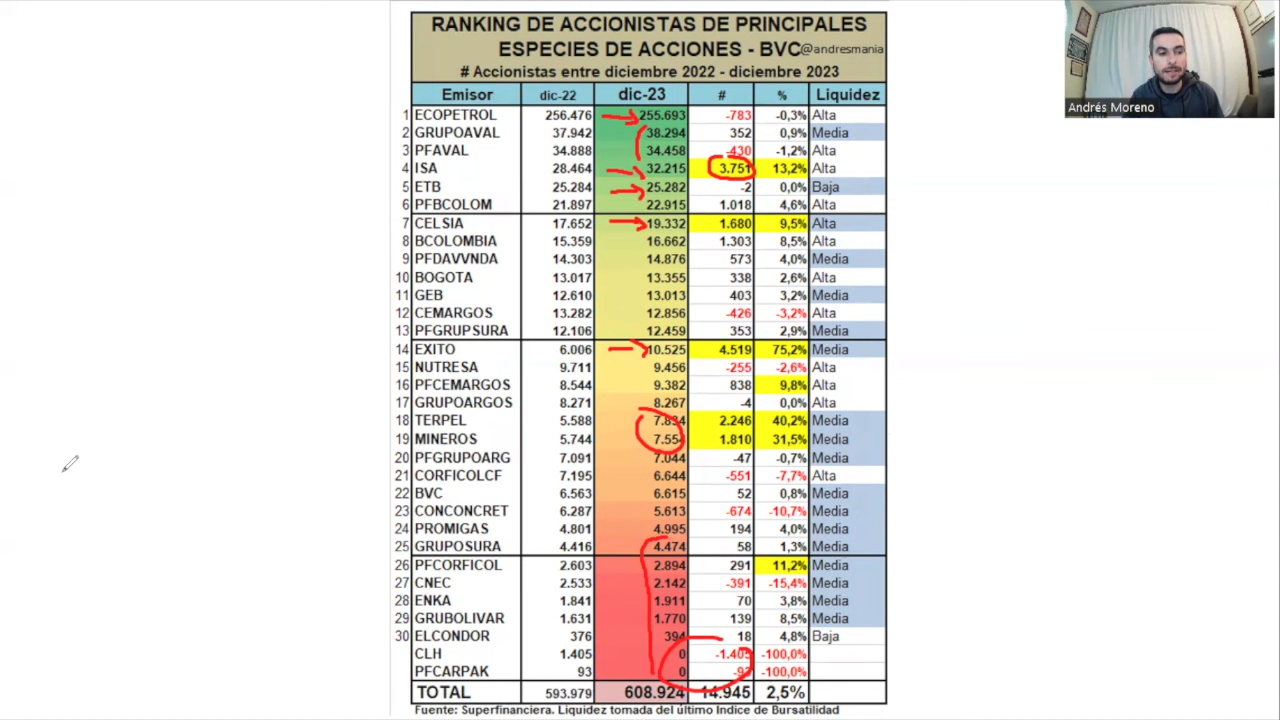 RANKING DE ACCIONISTAS DE PRINCIPALES
ESPECIES DE ACCIONES - BVC@andresmania
# Accionistas entre diciembre 2022 - diciembre 2023
Emisor dic-22 dic-23 # % Liquidez
1 ECOPETROL 256.476 255.693 -783 -0,3% Alta
2 GRUPOAVAL 37.942 38.294 352 0,9% Media
3 PFAVAL 34.888 34.458 -430 -1,2% Alta
4 ISA 28.464 32.215 3.751 13,2% Alta
5 ETB 25.284 25.282 -2 0,0% Baja
6 PFBCOLOM 21.897 22.915 1.018 4,6% Alta
7 CELSIA 17.652 19.332 1.680 9,5% Alta
8 BCOLOMBIA 15.359 16.662 1.303 8,5% Alta
9 PFDAVVNDA 14.303 14.876 573 4,0% Media
10 BOGOTA 13.017 13.355 338 2,6% Alta
11 GEB 12.610 13.013 403 3,2% Media
12 CEMARGOS 13.282 12.856 -426 -3,2% Alta
13 PFGRUPSURA 12.106 12.459 353 2,9% Media
14 EXITO 6.006 10.525 4.519 75,2% Media
15 NUTRESA 9.711 9.456 -255 -2,6% Alta
16 PFCEMARGOS 8.544 9.382 838 9,8% Alta
17 GRUPOARGOS 8.271 8.267 -4 0,0% Alta
18 TERPEL 5.588 7.834 2.246 40,2% Media
19 MINEROS 5.744 7.554 1.810 31,5% Media
20 PFGRUPOARG 7.091 7.044 -47 -0,7% Media
21 CORFICOLCF 7.195 6.644 -551 -7,7% Alta
22 BVC 6.563 6.615 52 0,8% Media
23 CONCONCRET 6.287 5.613 -674 -10,7% Media
24 PROMIGAS 4.801 4.995 194 4,0% Media
25 GRUPOSURA 4.416 4.474 58 1,3% Media
26 PFCORFICOL 2.603 2.894 291 11,2% Media
27 CNEC 2.533 2.142 -391 -15,4% Media
28 ENKA 1.841 1.911 70 3,8% Media
29 GRUBOLIVAR 1.631 1.770 139 8,5% Media
30 ELCONDOR 376 394 18 4,8% Baja
CLH 1.405 0 -1.405 -100,0%
PFCARPAK 93 0 -93 -100,0%
TOTAL 593.979 608.924 14.945 2,5%
Fuente: Superfinanciera. Liquidez tomada del último Indice de Bursatilidad
Andrés Moreno